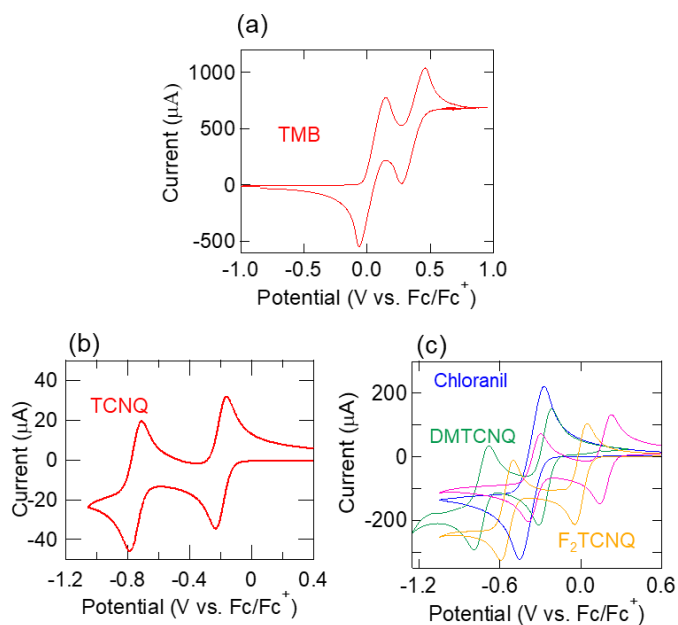 (a)
1000
500
0
-500
Current (μA)
TMB
-1.0 -0.5 0.0 0.5 1.0
Potential (V vs. Fc/Fc⁺)
(b)
40
20
0
-20
-40
Current (μA)
TCNQ
-1.2 -0.8 -0.4 0 0.4
Potential (V vs. Fc/Fc⁺)
(c)
200
0
-200
Current (μA)
Chloranil
DMTCNQ
F₂TCNQ
-1.2 -0.6 0.0 0.6
Potential (V vs. Fc/Fc⁺)